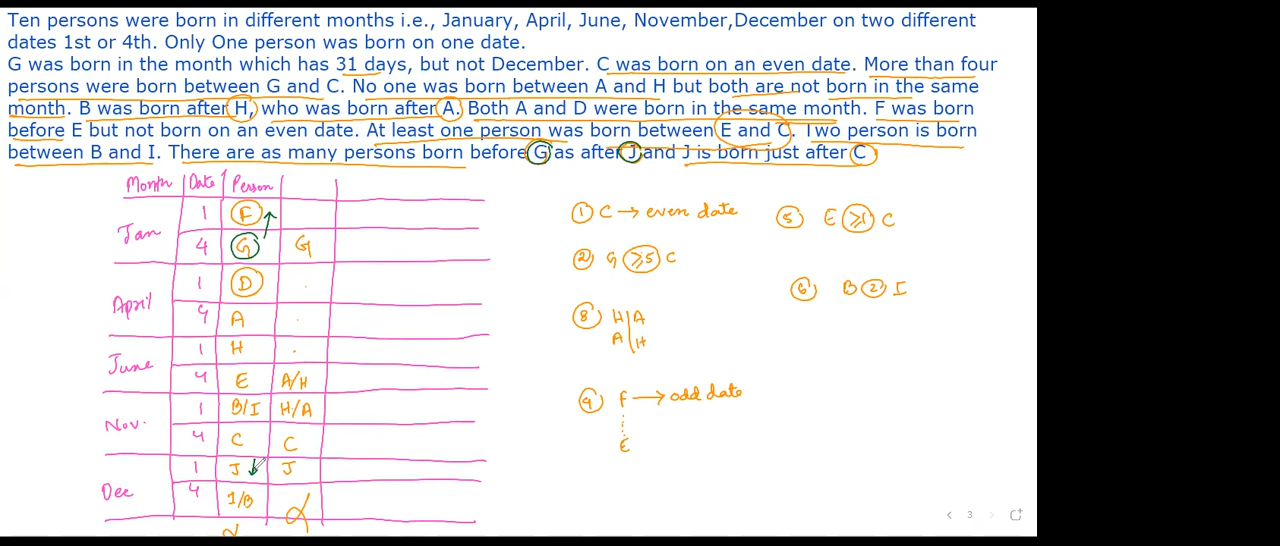 Ten persons were born in different months i.e., January, April, June, November,December on two different
dates 1st or 4th. Only One person was born on one date.
G was born in the month which has 31 days, but not December. C was born on an even date. More than four
persons were born between G and C. No one was born between A and H but both are not born in the same
month. B was born after H, who was born after A. Both A and D were born in the same month. F was born
before E but not born on an even date. At least one person was born between E and C. Two person is born
between B and I. There are as many persons born before G as after J and J is born just after C
Month Date Person
Jan 1 F
4 G G
April 1 D
4 A
June 1 H
4 E A/H
Nov. 1 B/I H/A
4 C C
Dec 1 J J
4 I/B
① C → even date
② G ≥5 C
⑧ H/A
A/H
④ F → odd date
E
⑤ E ≥1 C
⑥ B ② I
3